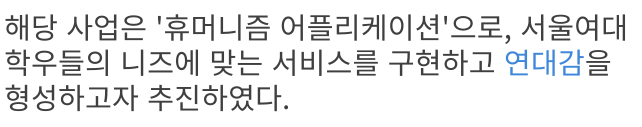 해당 사업은 '휴머니즘 어플리케이션'으로, 서울여대
학우들의 니즈에 맞는 서비스를 구현하고 연대감을
형성하고자 추진하였다.